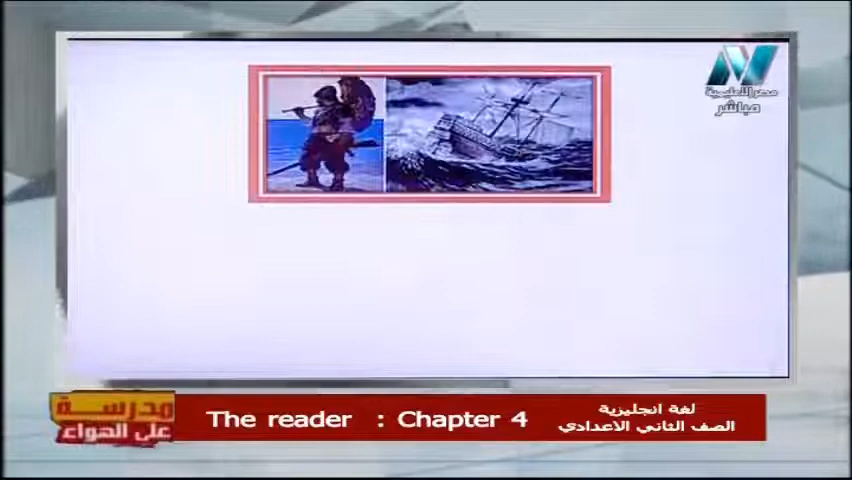 مصر التعليمية
مباشر
مدرسة
على الهواء
The reader : Chapter 4
لغة انجليزية
الصف الثاني الاعدادي